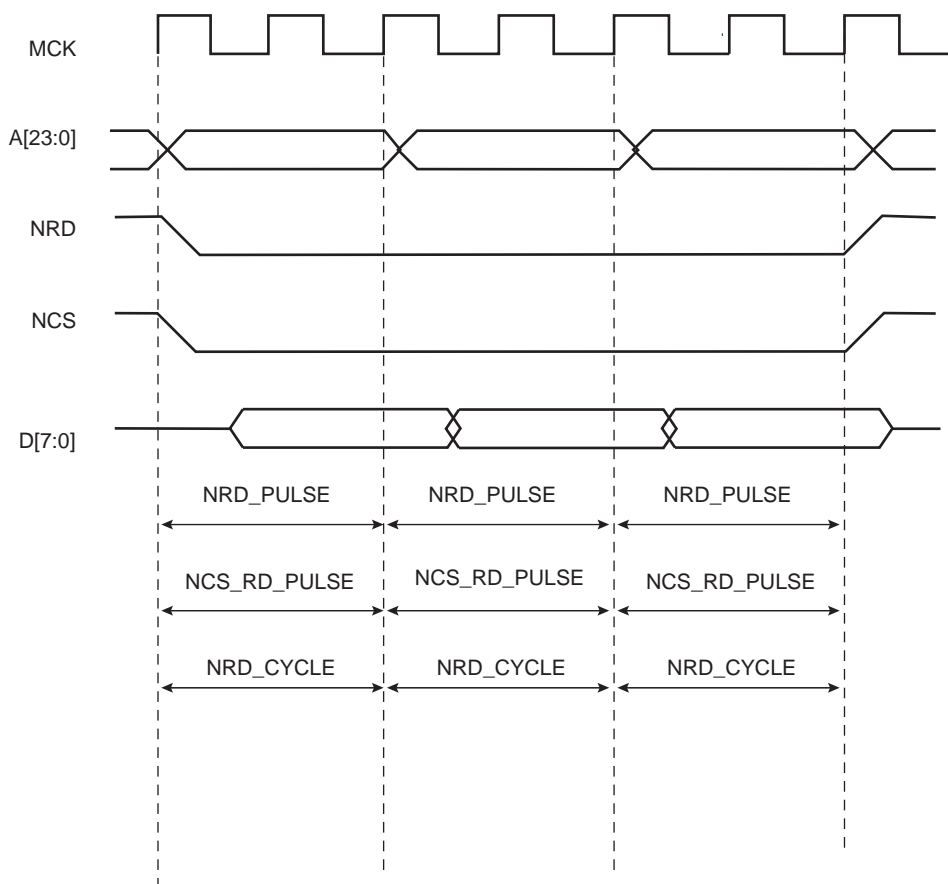 MCK
A[23:0]
NRD
NCS
D[7:0]
NRD_PULSE NRD_PULSE NRD_PULSE
NCS_RD_PULSE NCS_RD_PULSE NCS_RD_PULSE
NRD_CYCLE NRD_CYCLE NRD_CYCLE